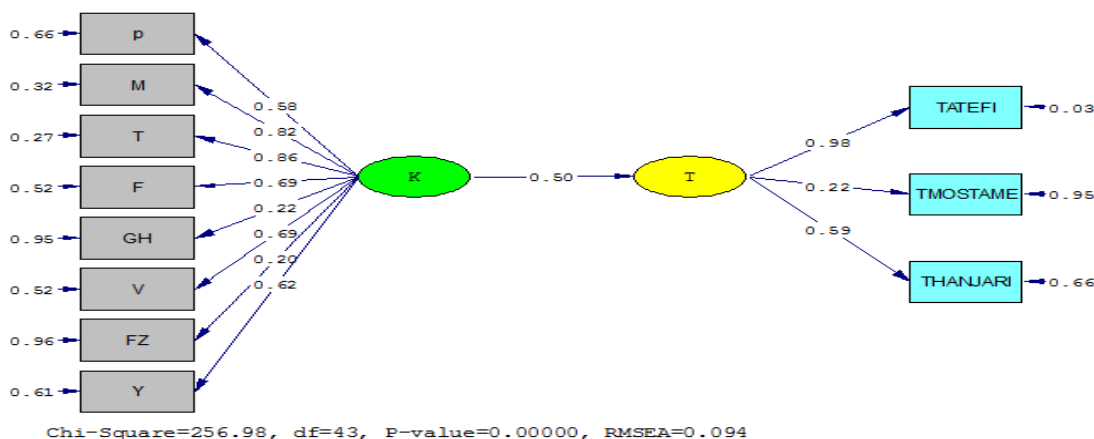 0.66 p
0.32 M
0.27 T
0.52 F
0.95 GH
0.52 V
0.96 FZ
0.61 Y
0.58
0.82
0.86
0.69
0.22
0.69
0.20
0.62
K
0.50
T
0.98
0.22
0.59
TATEFI 0.03
TMOSTAME 0.95
THANJARI 0.66
Chi-Square=256.98, df=43, P-value=0.00000, RMSEA=0.094